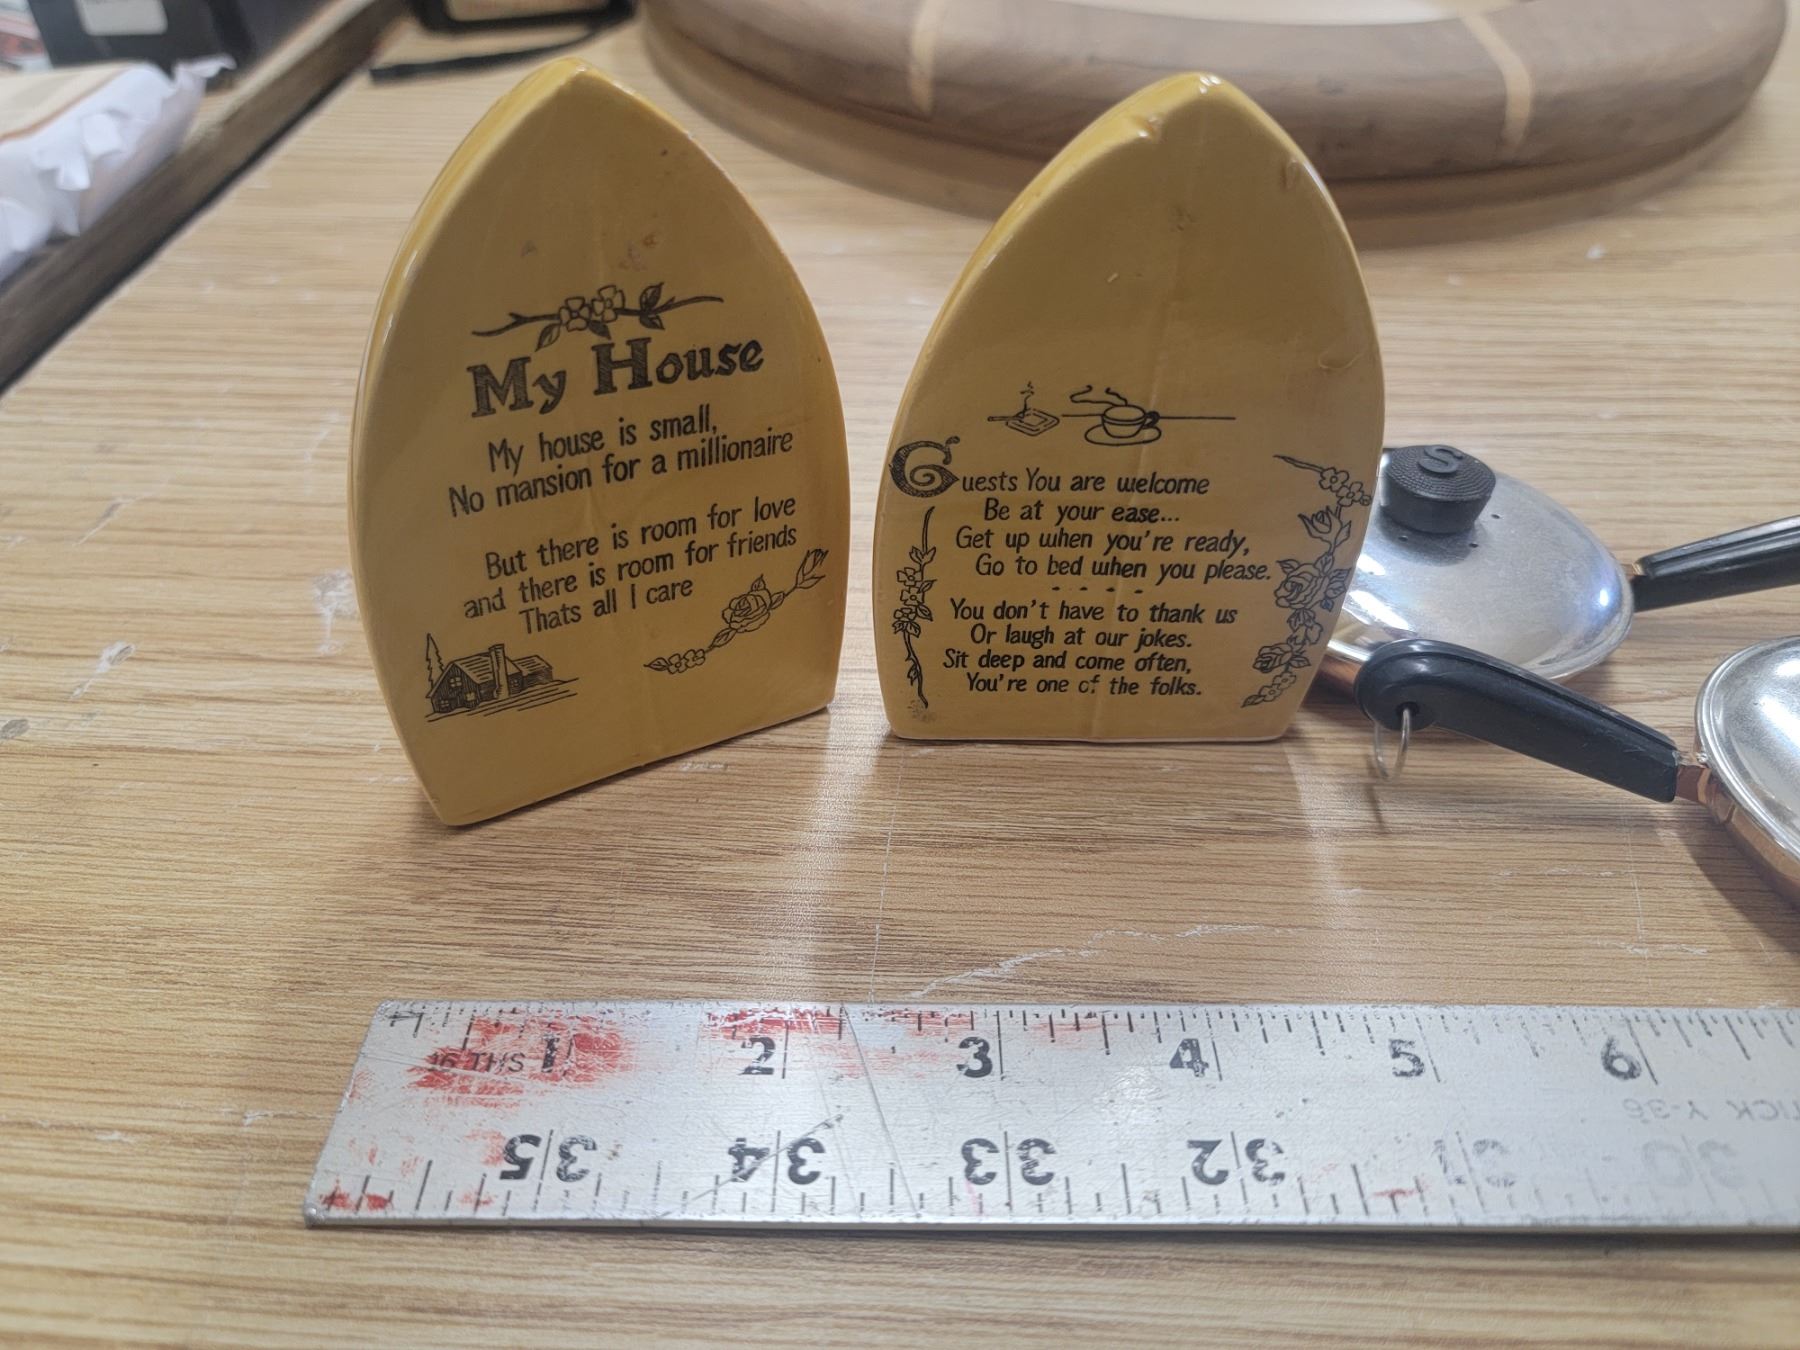 My House
My house is small,
No mansion for a millionaire
But there is room for love
and there is room for friends
Thats all I care
Guests You are welcome
Be at your ease...
Get up when you're ready,
Go to bed when you please.
- - - -
You don't have to thank us
Or laugh at our jokes.
Sit deep and come often,
You're one of the folks.
S
16 THS 1 2 3 4 5 6
TICK Y-36
35 34 33 32 31 30